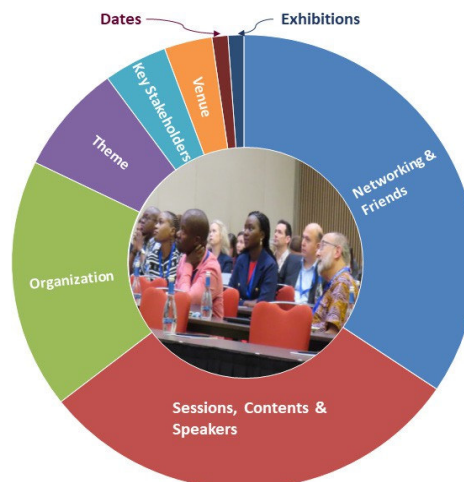 Dates
Exhibitions
Key Stakeholders
Venue
Theme
Networking &
Friends
Organization
Sessions, Contents &
Speakers